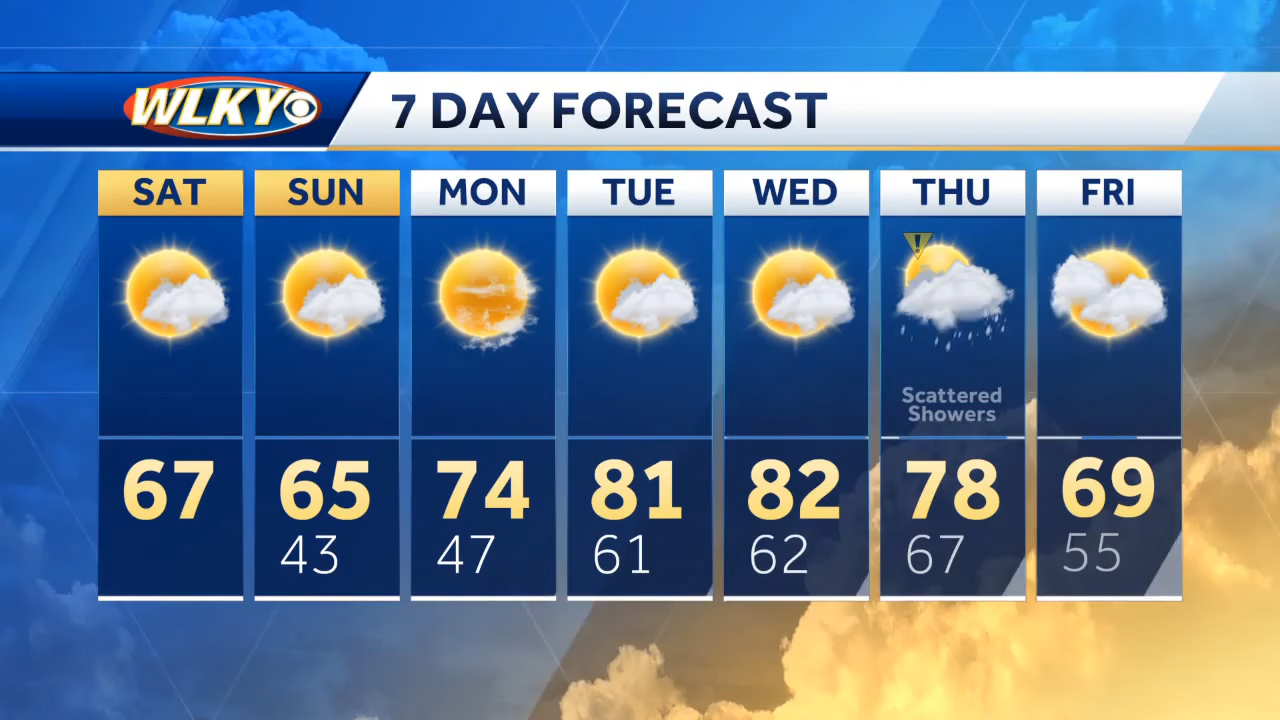 WLKY
7 DAY FORECAST
SAT SUN MON TUE WED THU FRI
!
Scattered
Showers
67 65 74 81 82 78 69
43 47 61 62 67 55